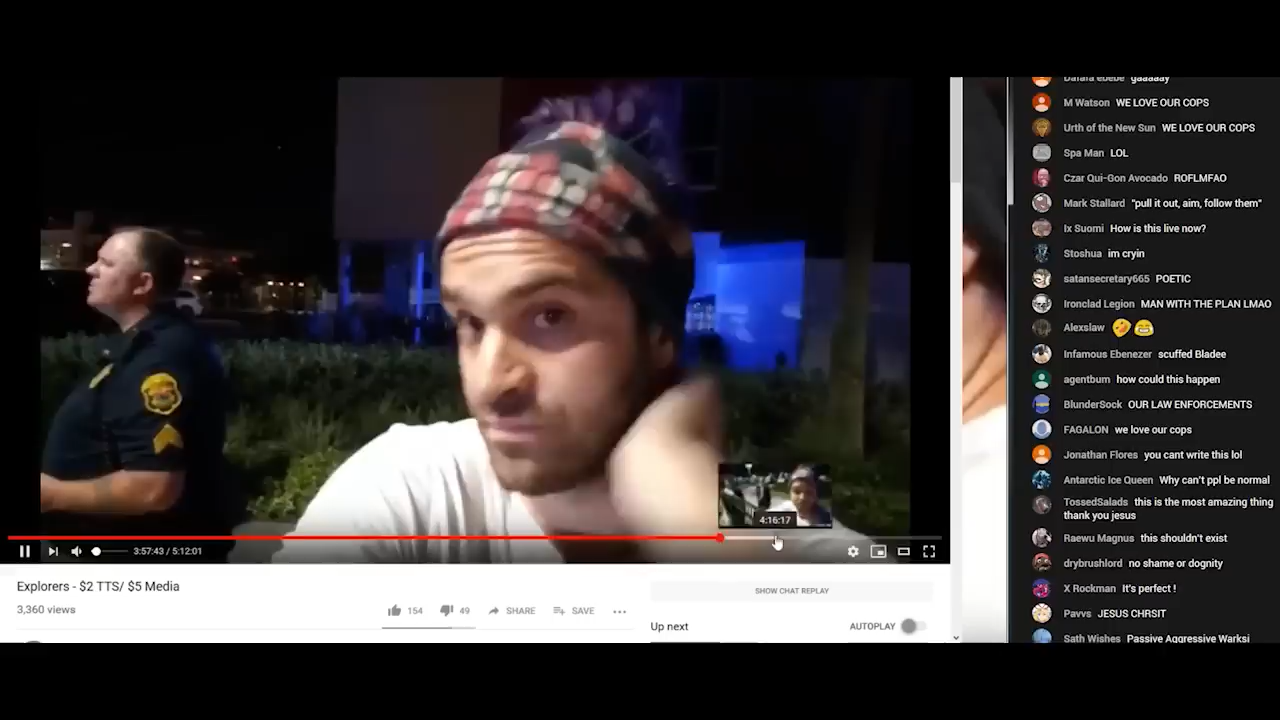 4:16:17
3:57:43 / 5:12:01
Explorers - $2 TTS/ $5 Media
3,360 views
154
49
SHARE
SAVE
SHOW CHAT REPLAY
Up next
AUTOPLAY
Dafafa ebebe gaaaaay
M Watson WE LOVE OUR COPS
Urth of the New Sun WE LOVE OUR COPS
Spa Man LOL
Czar Qui-Gon Avocado ROFLMFAO
Mark Stallard "pull it out, aim, follow them"
Ix Suomi How is this live now?
Stoshua im cryin
satansecretary665 POETIC
Ironclad Legion MAN WITH THE PLAN LMAO
Alexslaw 🤣😂
Infamous Ebenezer scuffed Bladee
agentbum how could this happen
BlunderSock OUR LAW ENFORCEMENTS
FAGALON we love our cops
Jonathan Flores you cant write this lol
Antarctic Ice Queen Why can't ppl be normal
TossedSalads this is the most amazing thing
thank you jesus
Raewu Magnus this shouldn't exist
drybrushlord no shame or dognity
X Rockman It's perfect !
Pavvs JESUS CHRSIT
Sath Wishes Passive Aggressive Warksi